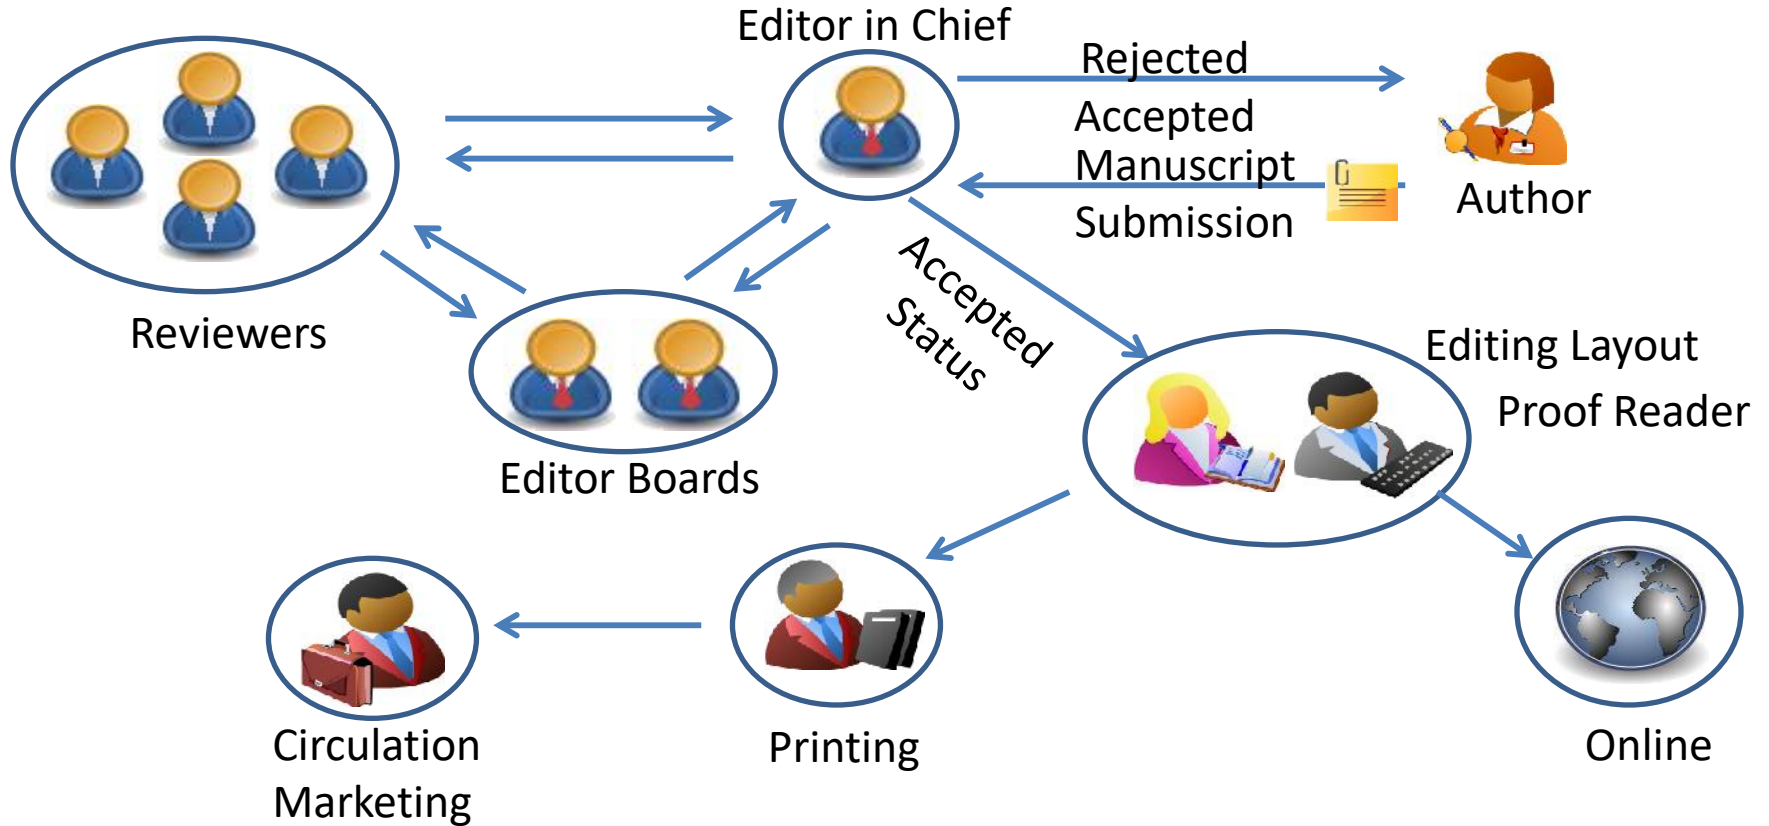 Editor in Chief
Rejected
Accepted
Manuscript
Submission
Author
Reviewers
Accepted
Status
Editor Boards
Editing Layout
Proof Reader
Circulation
Marketing
Printing
Online